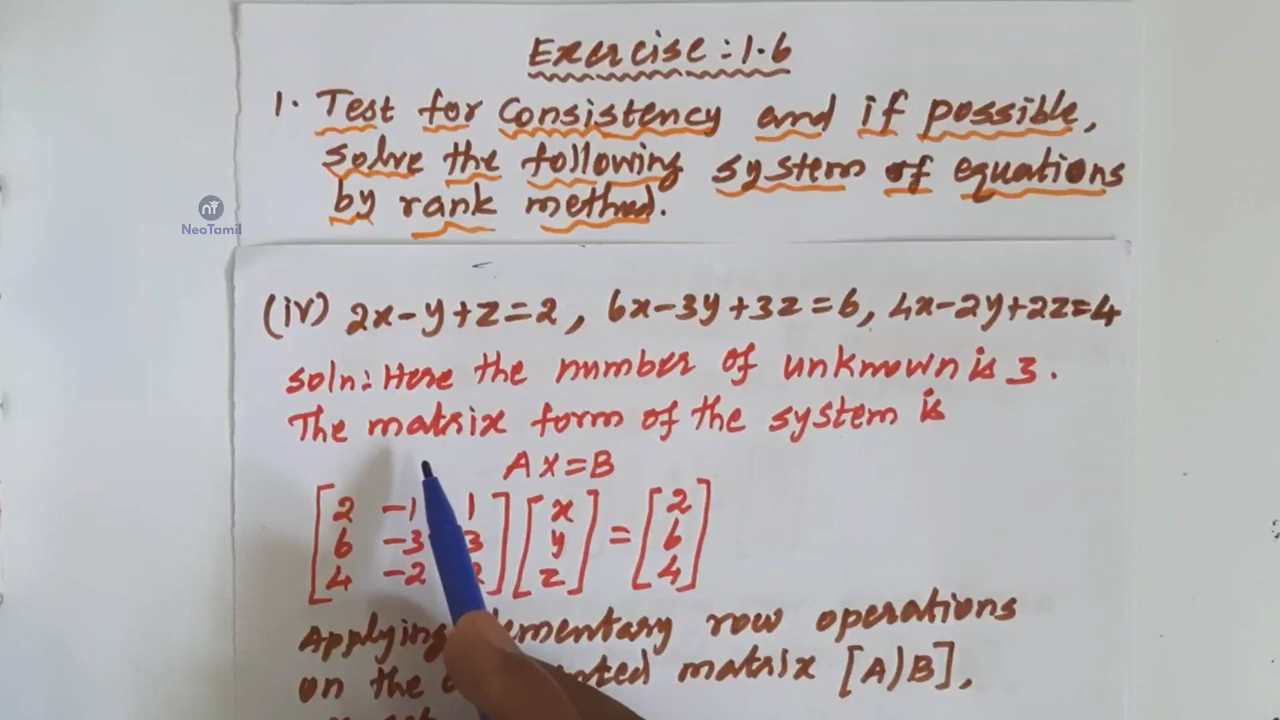 Exercise:1.6
1. Test for Consistency and if possible,
solve the following system of equations
by rank method.
NT
NeoTamil
(iv) 2x-y+z=2, 6x-3y+3z=6, 4x-2y+2z=4
Soln: Here the number of unknown is 3.
The matrix form of the system is
AX=B
[2 -1 1] [x] = [2]
[6 -3 3] [y] [6]
[4 -2 2] [z] [4]
Applying elementary row operations
on the matrix [A|B],